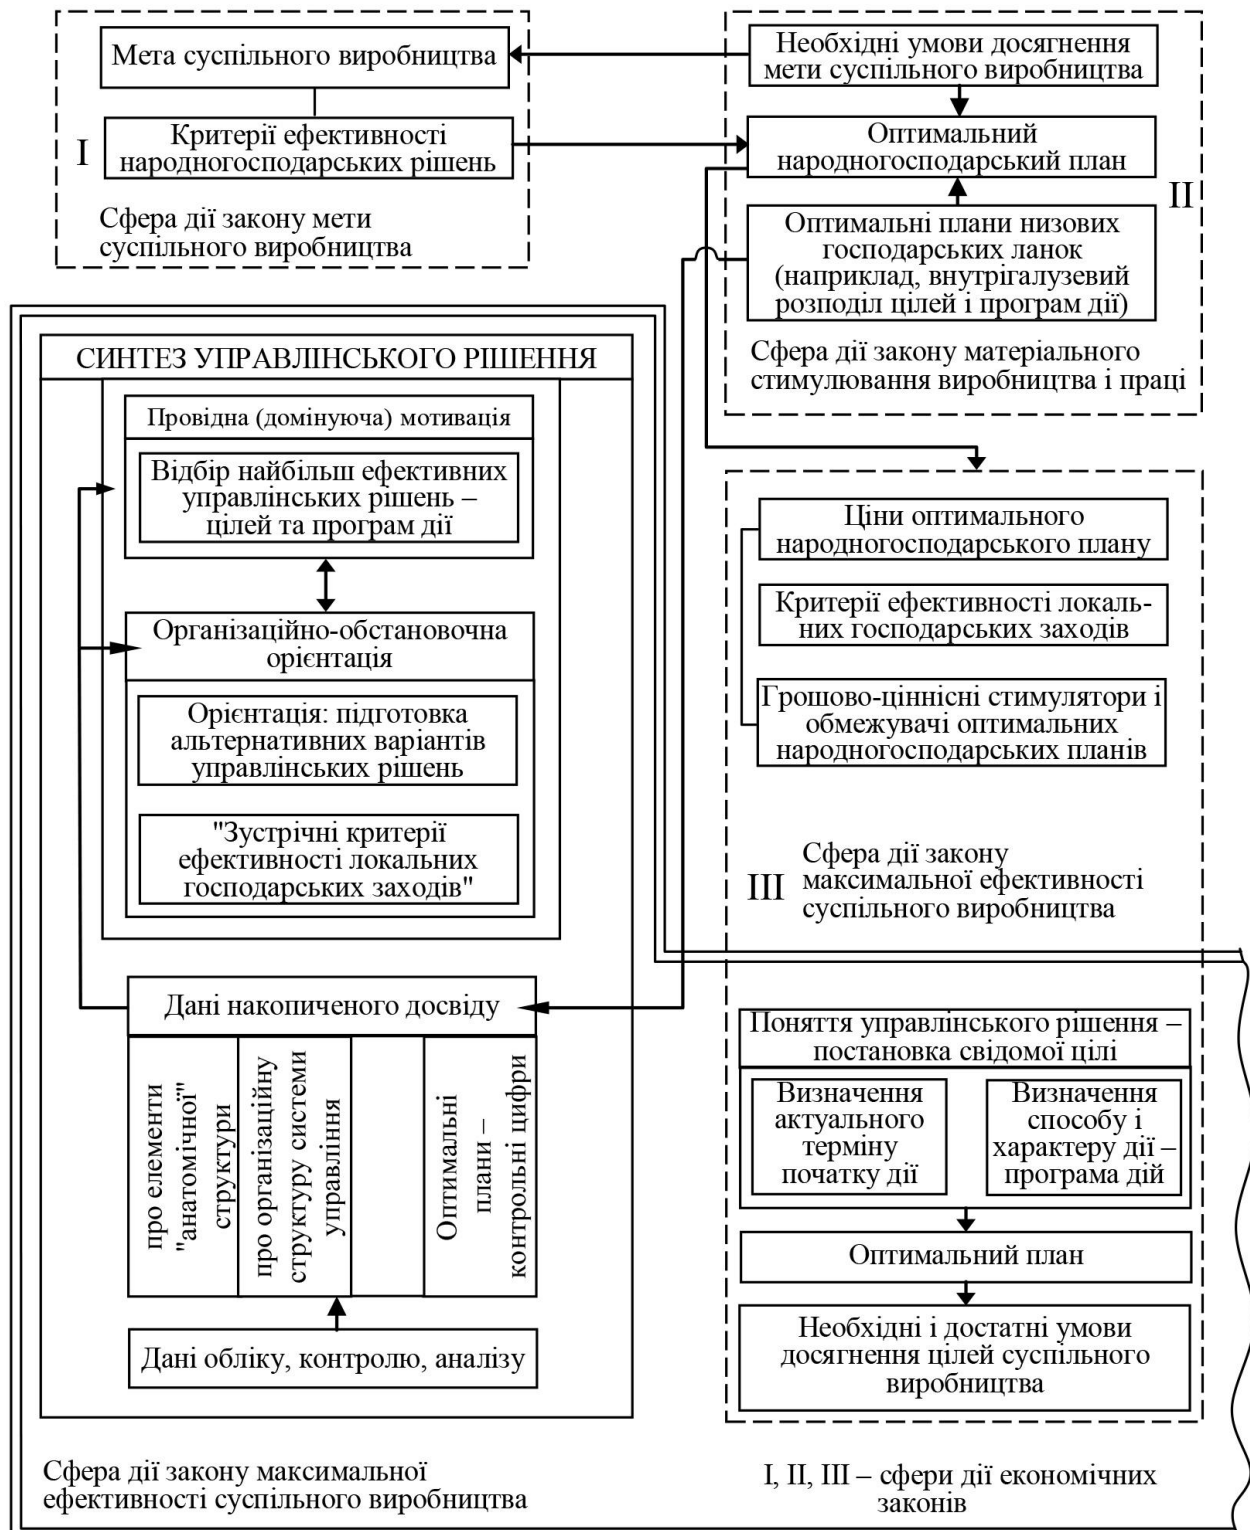 Мета суспільного виробництва
Критерії ефективності
народногосподарських рішень
I
Сфера дії закону мети
суспільного виробництва
Необхідні умови досягнення
мети суспільного виробництва
Оптимальний
народногосподарський план
II
Оптимальні плани низових
господарських ланок
(наприклад, внутрігалузевий
розподіл цілей і програм дії)
Сфера дії закону матеріального
стимулювання виробництва і праці
СИНТЕЗ УПРАВЛІНСЬКОГО РІШЕННЯ
Провідна (домінуюча) мотивація
Відбір найбільш ефективних
управлінських рішень –
цілей та програм дії
Організаційно-обстановочна
орієнтація
Орієнтація: підготовка
альтернативних варіантів
управлінських рішень
"Зустрічні критерії
ефективності локальних
господарських заходів"
Дані накопиченого досвіду
про елементи
"анатомічної"
структури
про організаційну
структуру системи
управління
Оптимальні
плани –
контрольні цифри
Дані обліку, контролю, аналізу
Сфера дії закону максимальної
ефективності суспільного виробництва
Ціни оптимального
народногосподарського плану
Критерії ефективності локаль-
них господарських заходів
Грошово-ціннісні стимулятори і
обмежувачі оптимальних
народногосподарських планів
III
Сфера дії закону
максимальної ефективності
суспільного виробництва
Поняття управлінського рішення –
постановка свідомої цілі
Визначення
актуального
терміну
початку дії
Визначення
способу і
характеру дії –
програма дій
Оптимальний план
Необхідні і достатні умови
досягнення цілей суспільного
виробництва
I, II, III – сфери дії економічних
законів